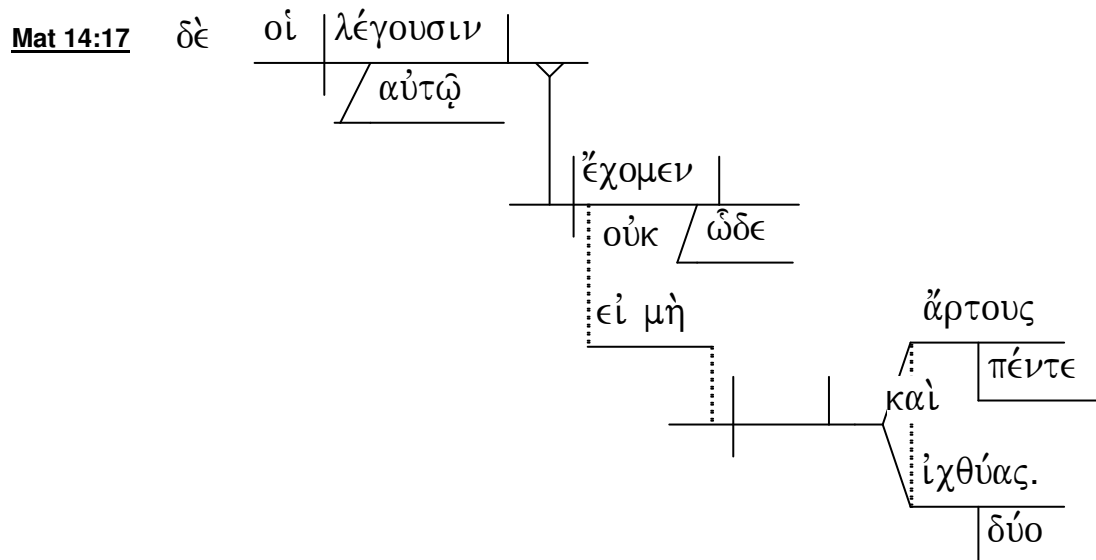 Mat 14:17 δὲ οἱ λέγουσιν
αὐτῷ
ἔχομεν
οὐκ ὧδε
εἰ μὴ
ἄρτους
πέντε
καὶ
ἰχθύας.
δύο